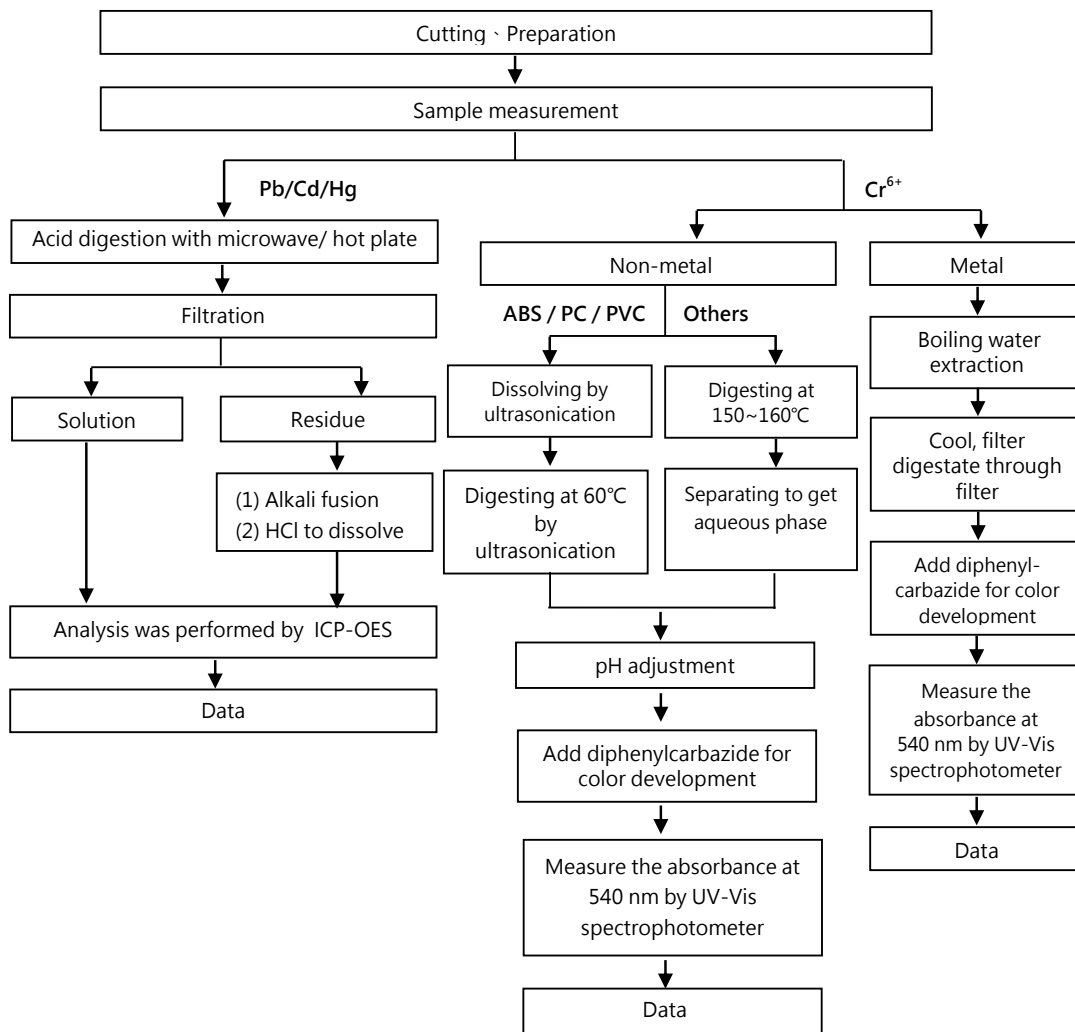 Cutting、Preparation
Sample measurement
Pb/Cd/Hg
Acid digestion with microwave/ hot plate
Filtration
Solution
Residue
(1) Alkali fusion
(2) HCl to dissolve
Analysis was performed by ICP-OES
Data
Cr6+
Non-metal
ABS / PC / PVC
Others
Dissolving by
ultrasonication
Digesting at 60℃
by
ultrasonication
Digesting at
150~160℃
Separating to get
aqueous phase
pH adjustment
Add diphenylcarbazide for
color development
Measure the absorbance at
540 nm by UV-Vis
spectrophotometer
Data
Metal
Boiling water
extraction
Cool, filter
digestate through
filter
Add diphenyl-
carbazide for color
development
Measure the
absorbance at
540 nm by UV-Vis
spectrophotometer
Data